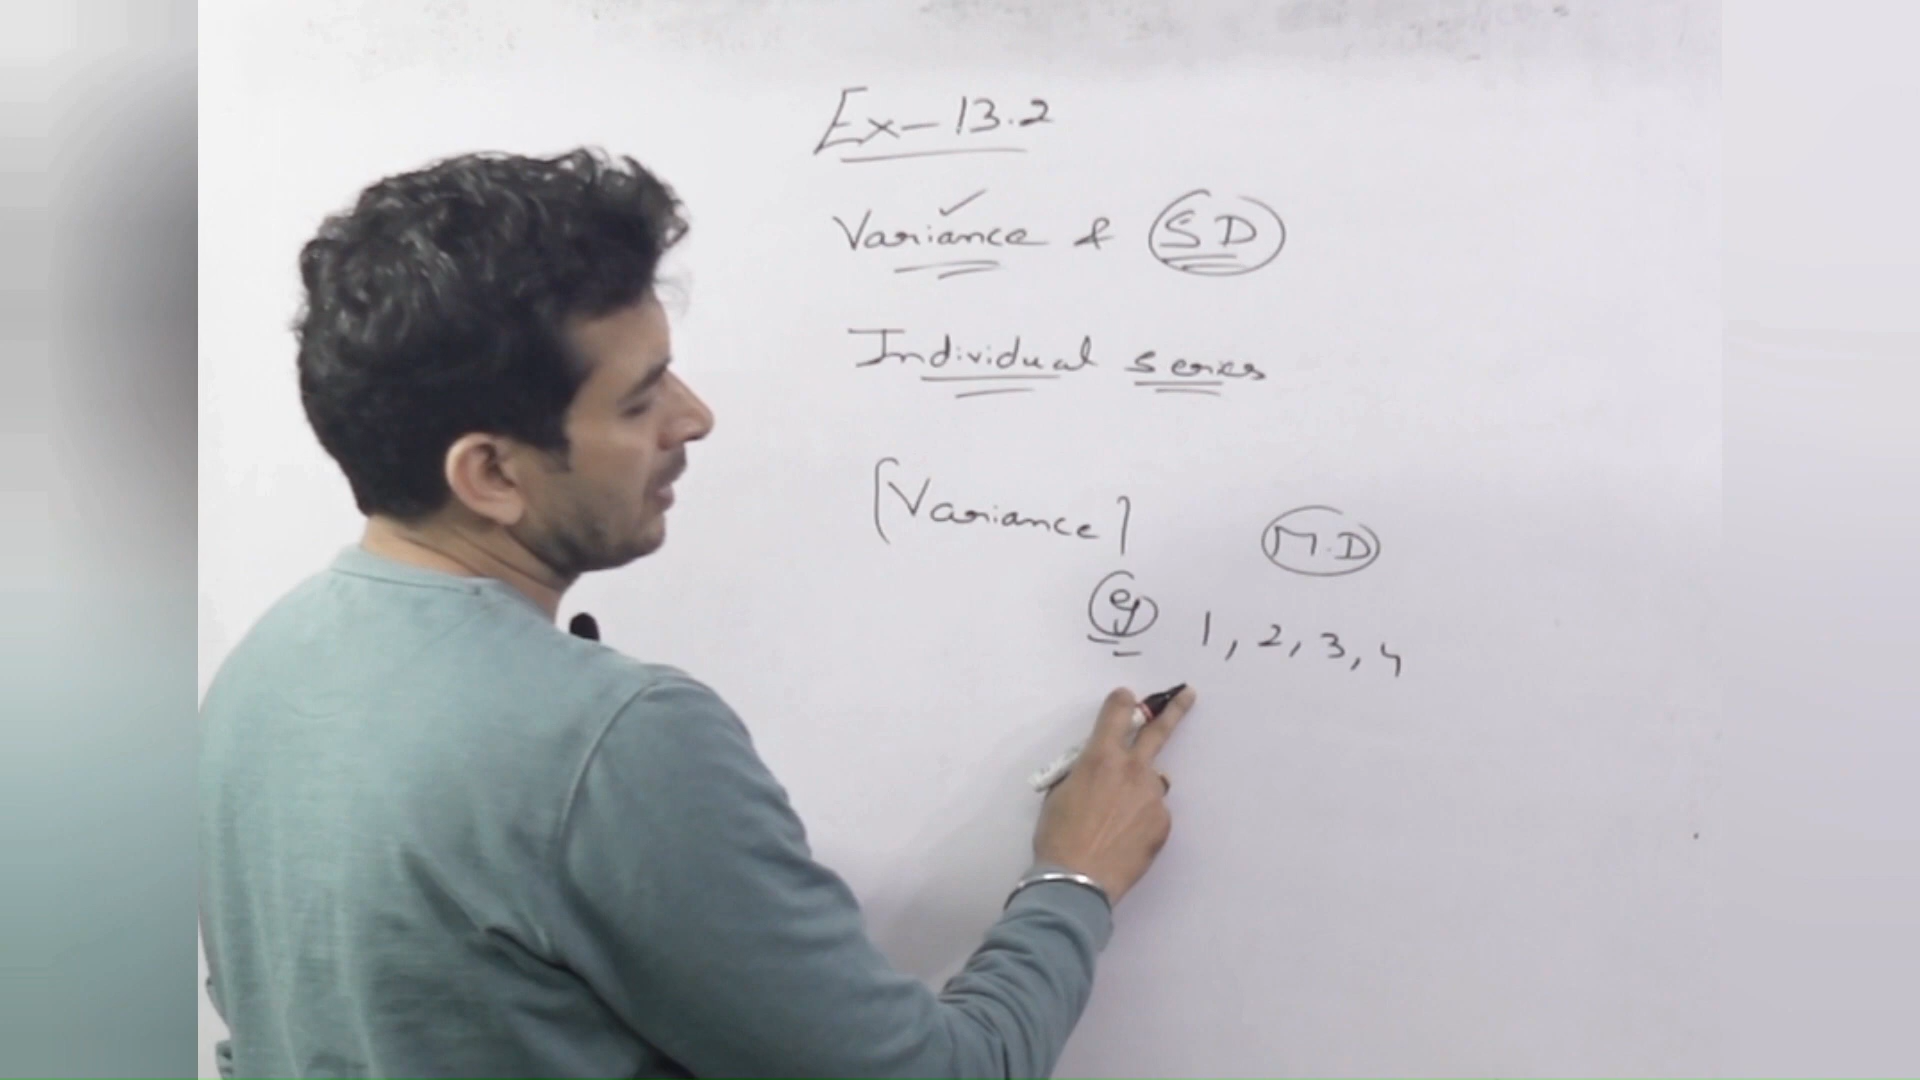 Ex-13.2
Variance & SD
Individual series
[Variance]
M.D
eg 1, 2, 3, 4